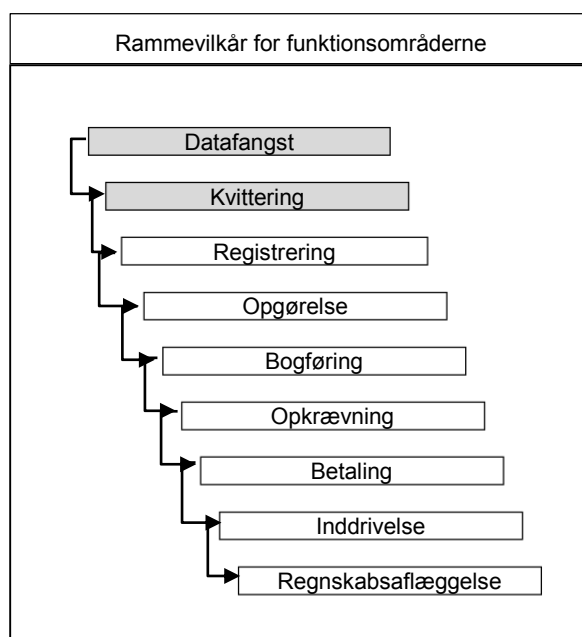 Rammevilkår for funktionsområderne
Datafangst
Kvittering
Registrering
Opgørelse
Bogføring
Opkrævning
Betaling
Inddrivelse
Regnskabsaflæggelse